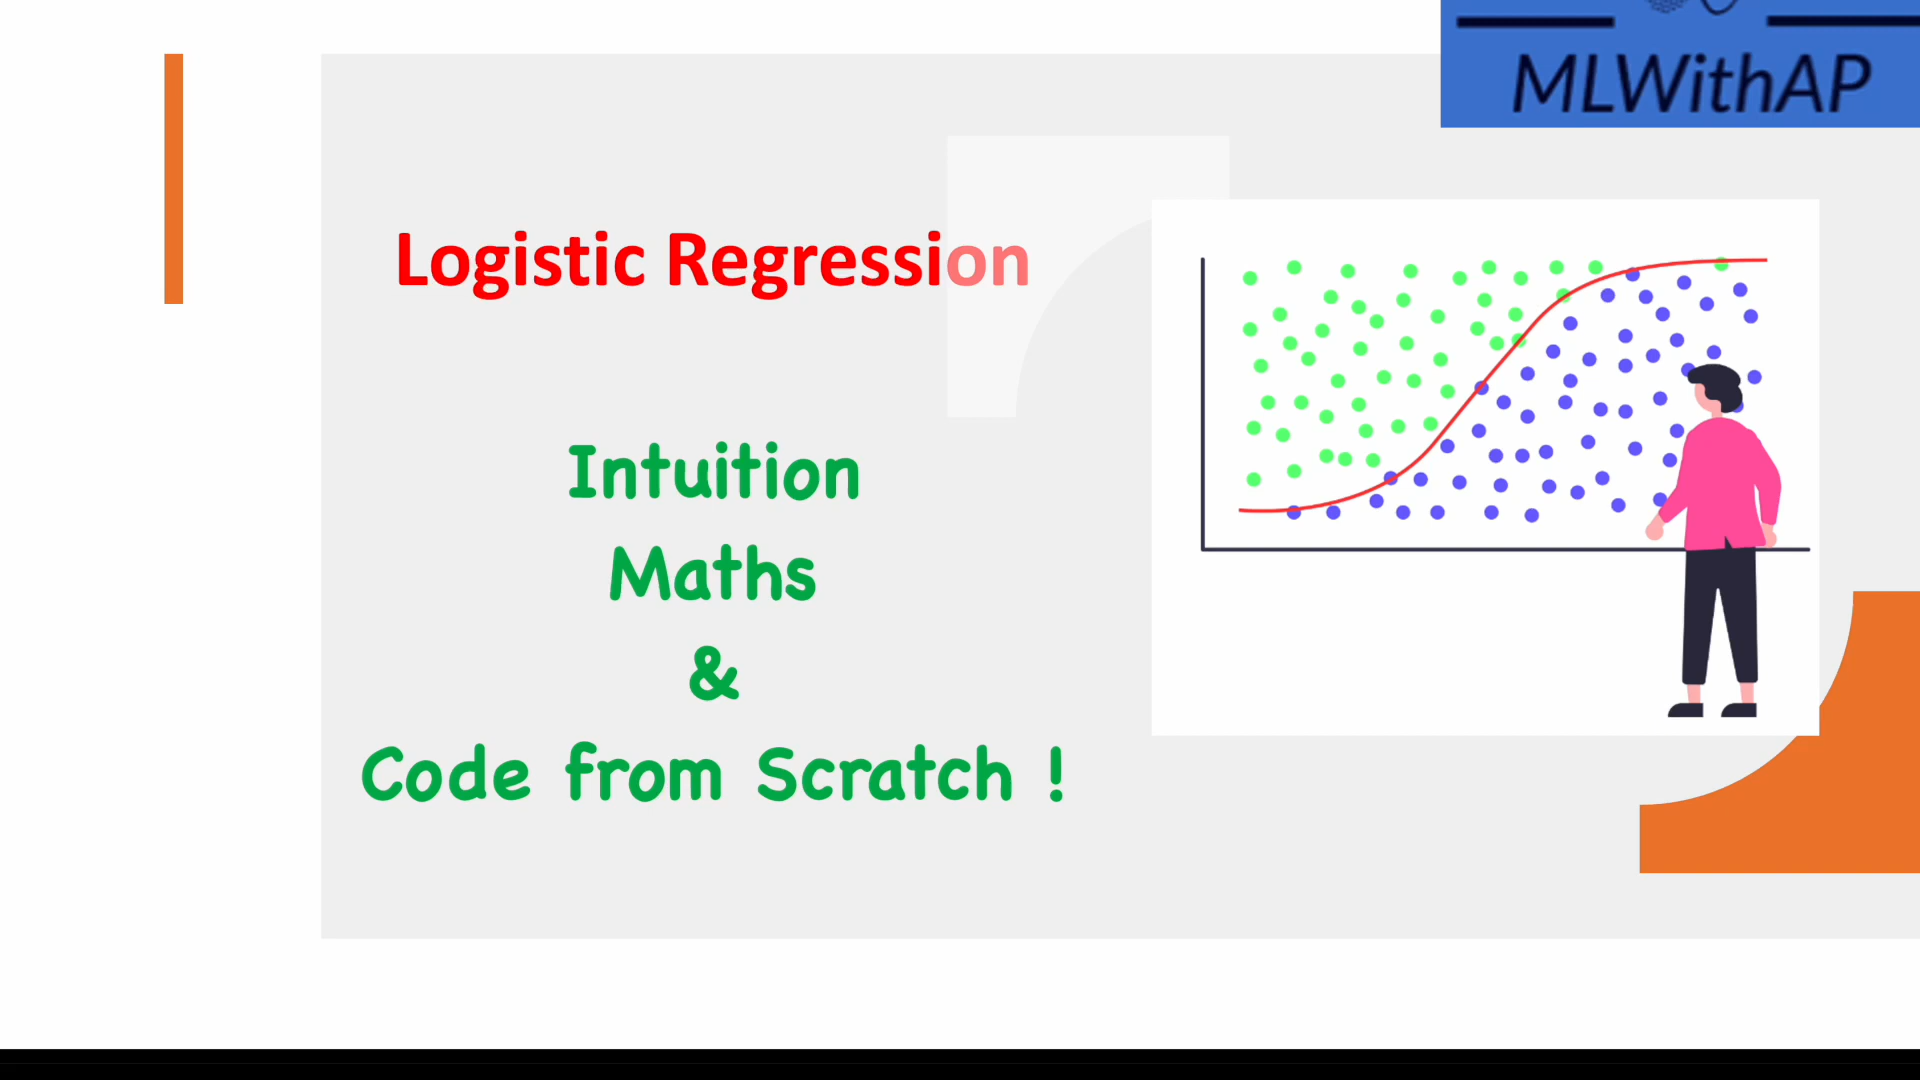 MLWithAP
Logistic Regression
Intuition
Maths
&
Code from Scratch !